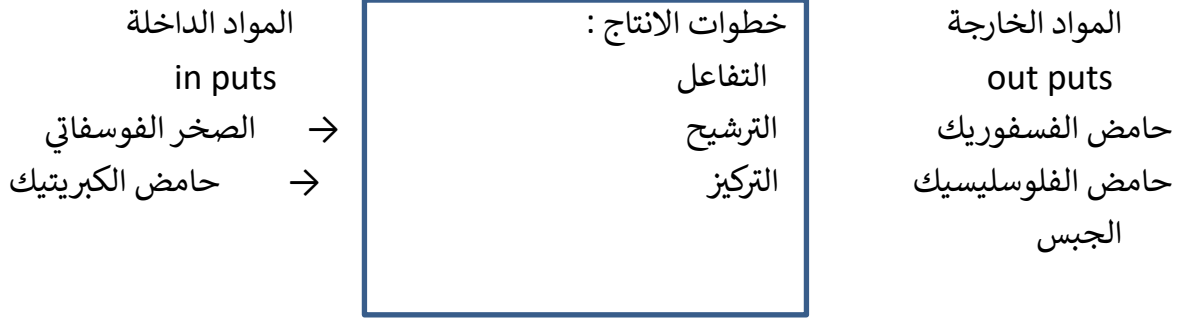 المواد الداخلة
in puts
الصخر الفوسفاتي →
حامض الكبريتيك →
خطوات الانتاج :
التفاعل
الترشيح
التركيز
المواد الخارجة
out puts
حامض الفسفوريك
حامض الفلوسليسيك
الجبس